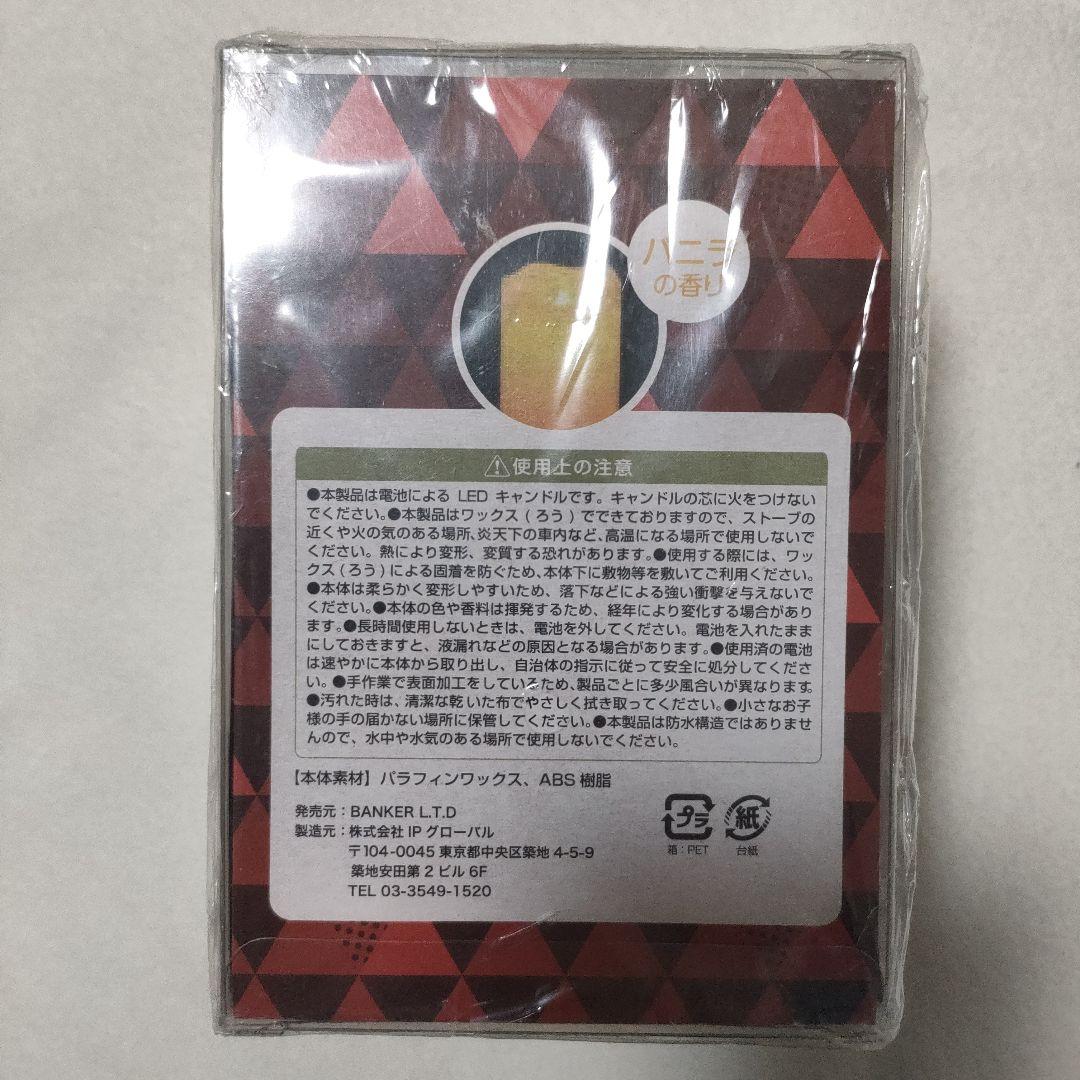 バニラ
の香り
⚠使用上の注意
●本製品は電池による LED キャンドルです。キャンドルの芯に火をつけない
でください。●本製品はワックス(ろう)でできておりますので、ストーブの
近くや火の気のある場所、炎天下の車内など、高温になる場所で使用しないで
ください。熱により変形、変質する恐れがあります。●使用する際には、ワッ
クス(ろう)による固着を防ぐため、本体下に敷物等を敷いてご利用ください。
●本体は柔らかく変形しやすいため、落下などによる強い衝撃を与えないで
ください。●本体の色や香料は揮発するため、経年により変化する場合があり
ます。●長時間使用しないときは、電池を外してください。電池を入れたまま
にしておきますと、液漏れなどの原因となる場合があります。●使用済の電池
は速やかに本体から取り出し、自治体の指示に従って安全に処分してくださ
い。●手作業で表面加工をしているため、製品ごとに多少風合いが異なります。
●汚れた時は、清潔な乾いた布でやさしく拭き取ってください。●小さなお子
様の手の届かない場所に保管してください。●本製品は防水構造ではありませ
んので、水中や水気のある場所で使用しないでください。
【本体素材】パラフィンワックス、ABS 樹脂
発売元:BANKER L.T.D
製造元:株式会社 IP グローバル
〒104-0045 東京都中央区築地 4-5-9
築地安田第 2 ビル 6F
TEL 03-3549-1520
プラ 紙
箱:PET 台紙